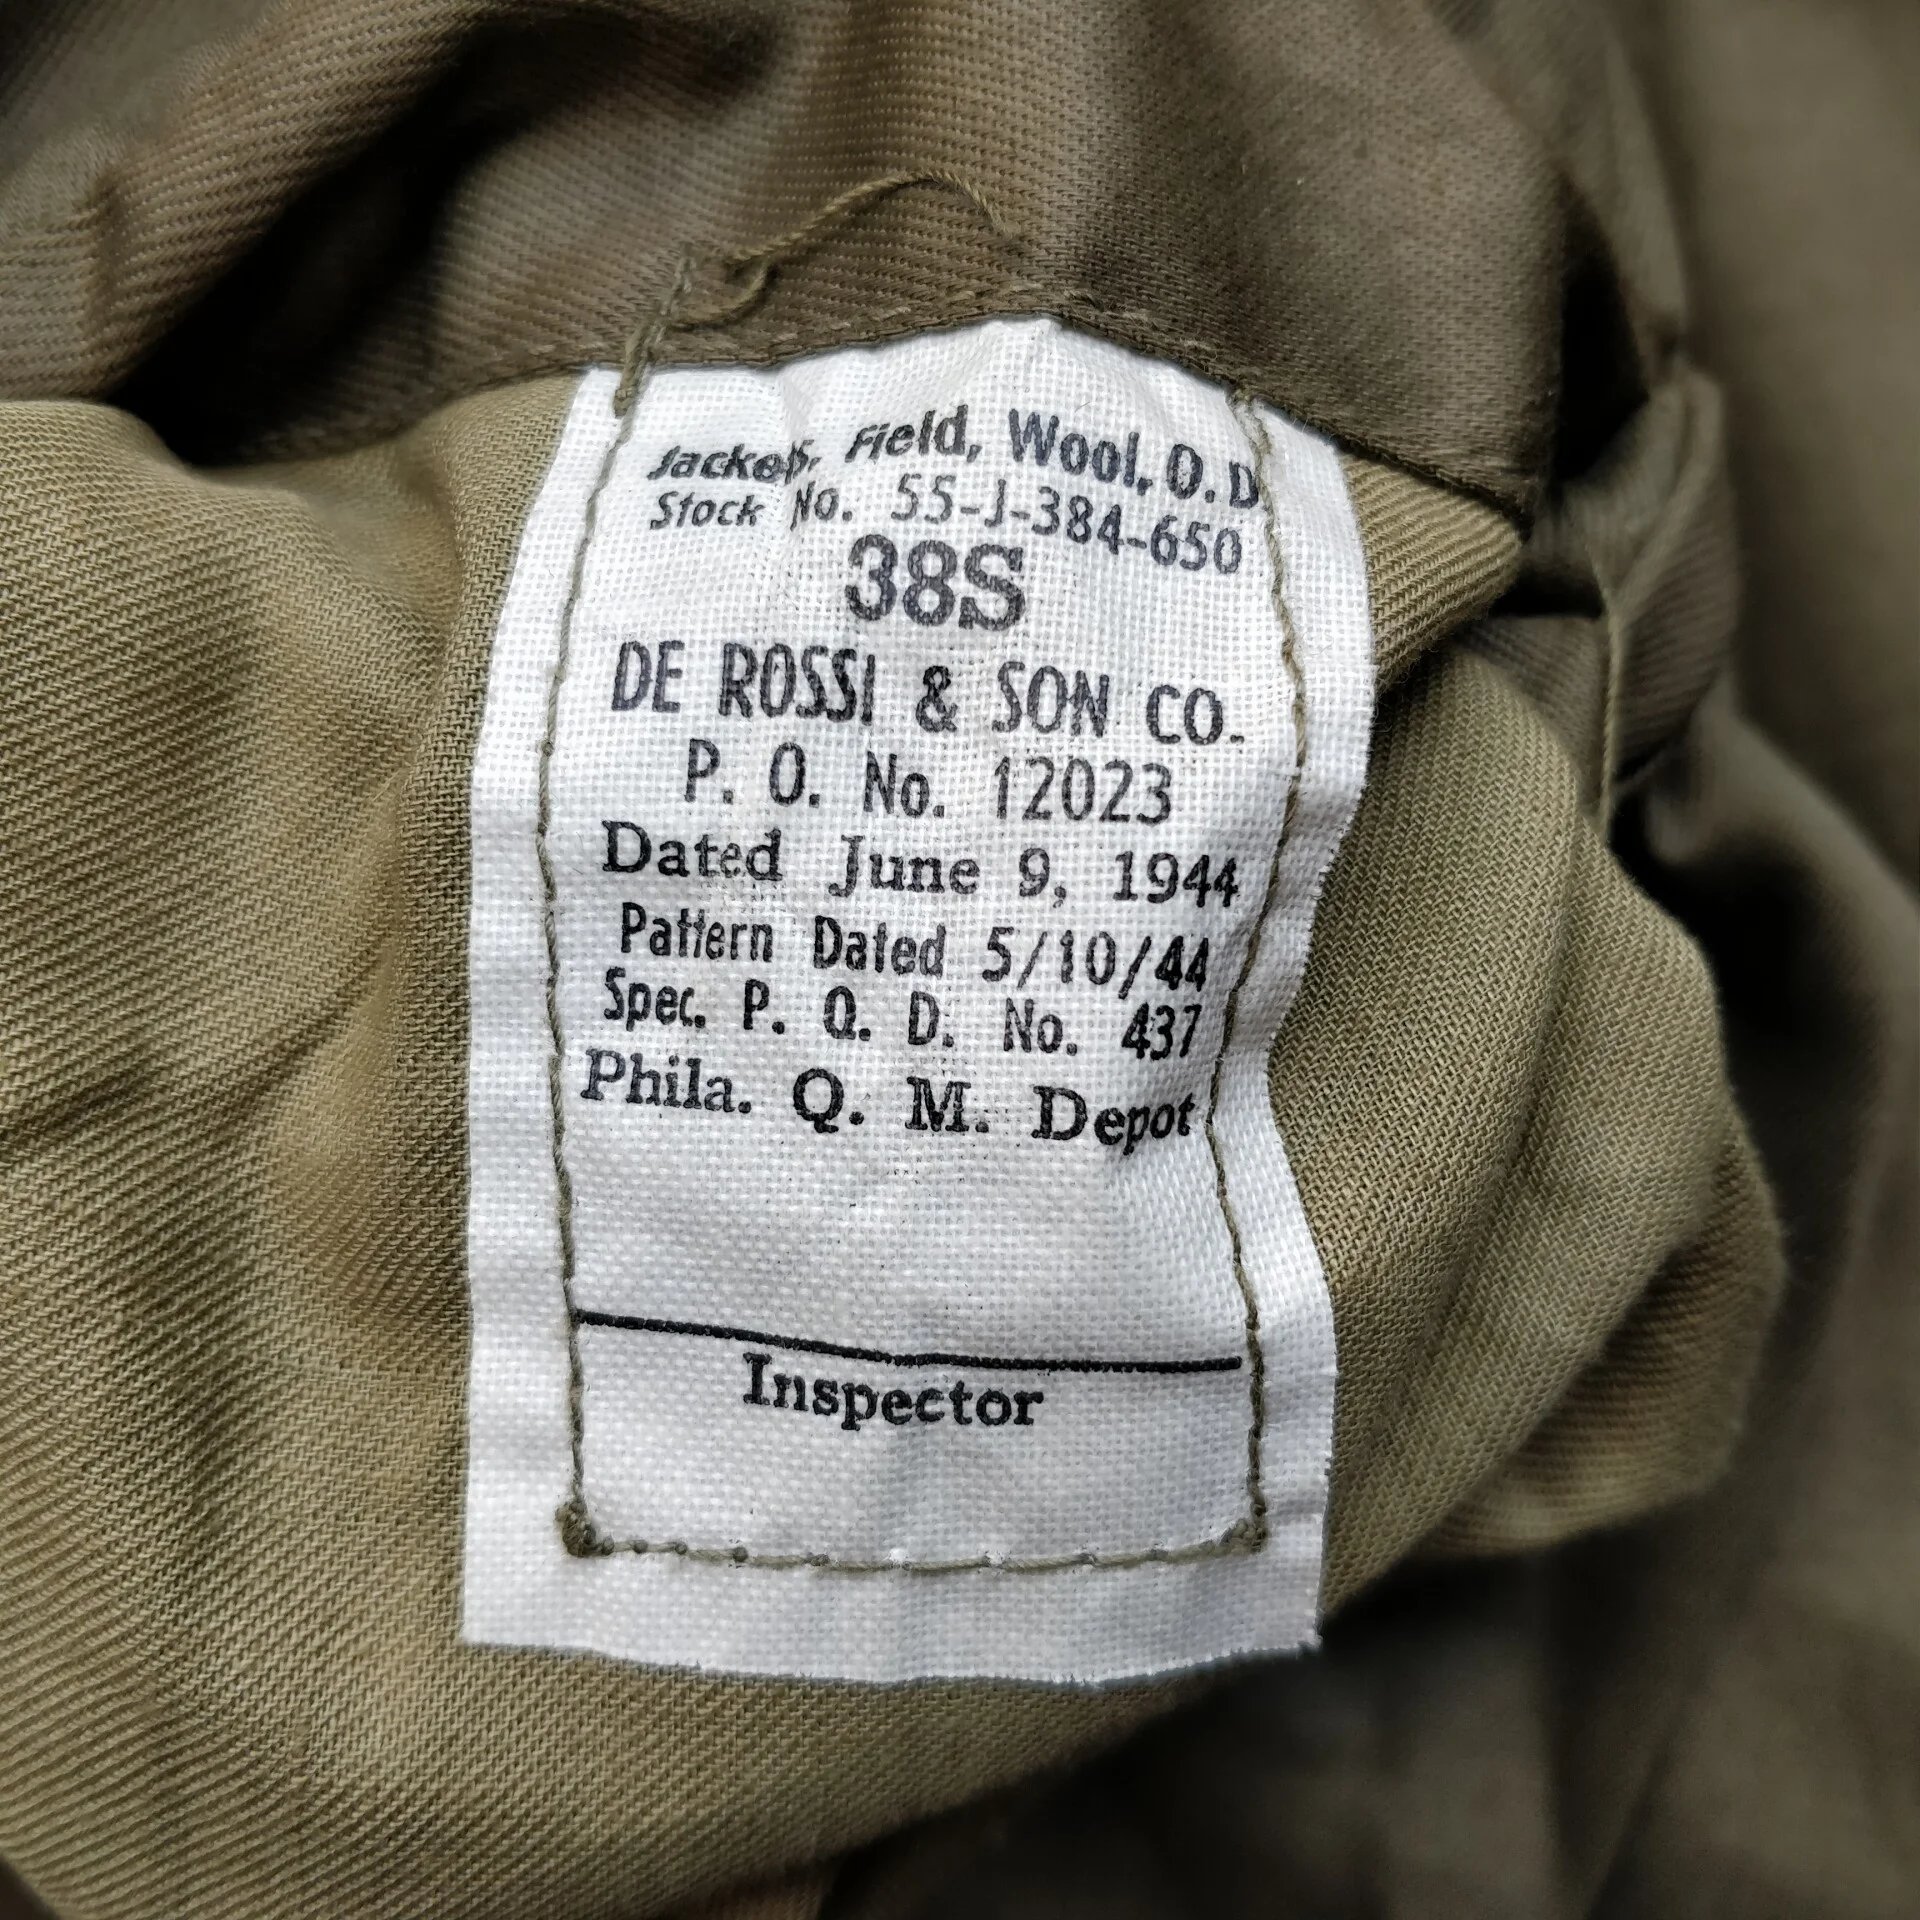 Jacket, Field, Wool, O.D
Stock No. 55-J-384-650
38S
DE ROSSI & SON CO.
P. O. No. 12023
Dated June 9, 1944
Pattern Dated 5/10/44
Spec. P. Q. D. No. 437
Phila. Q. M. Depot
Inspector